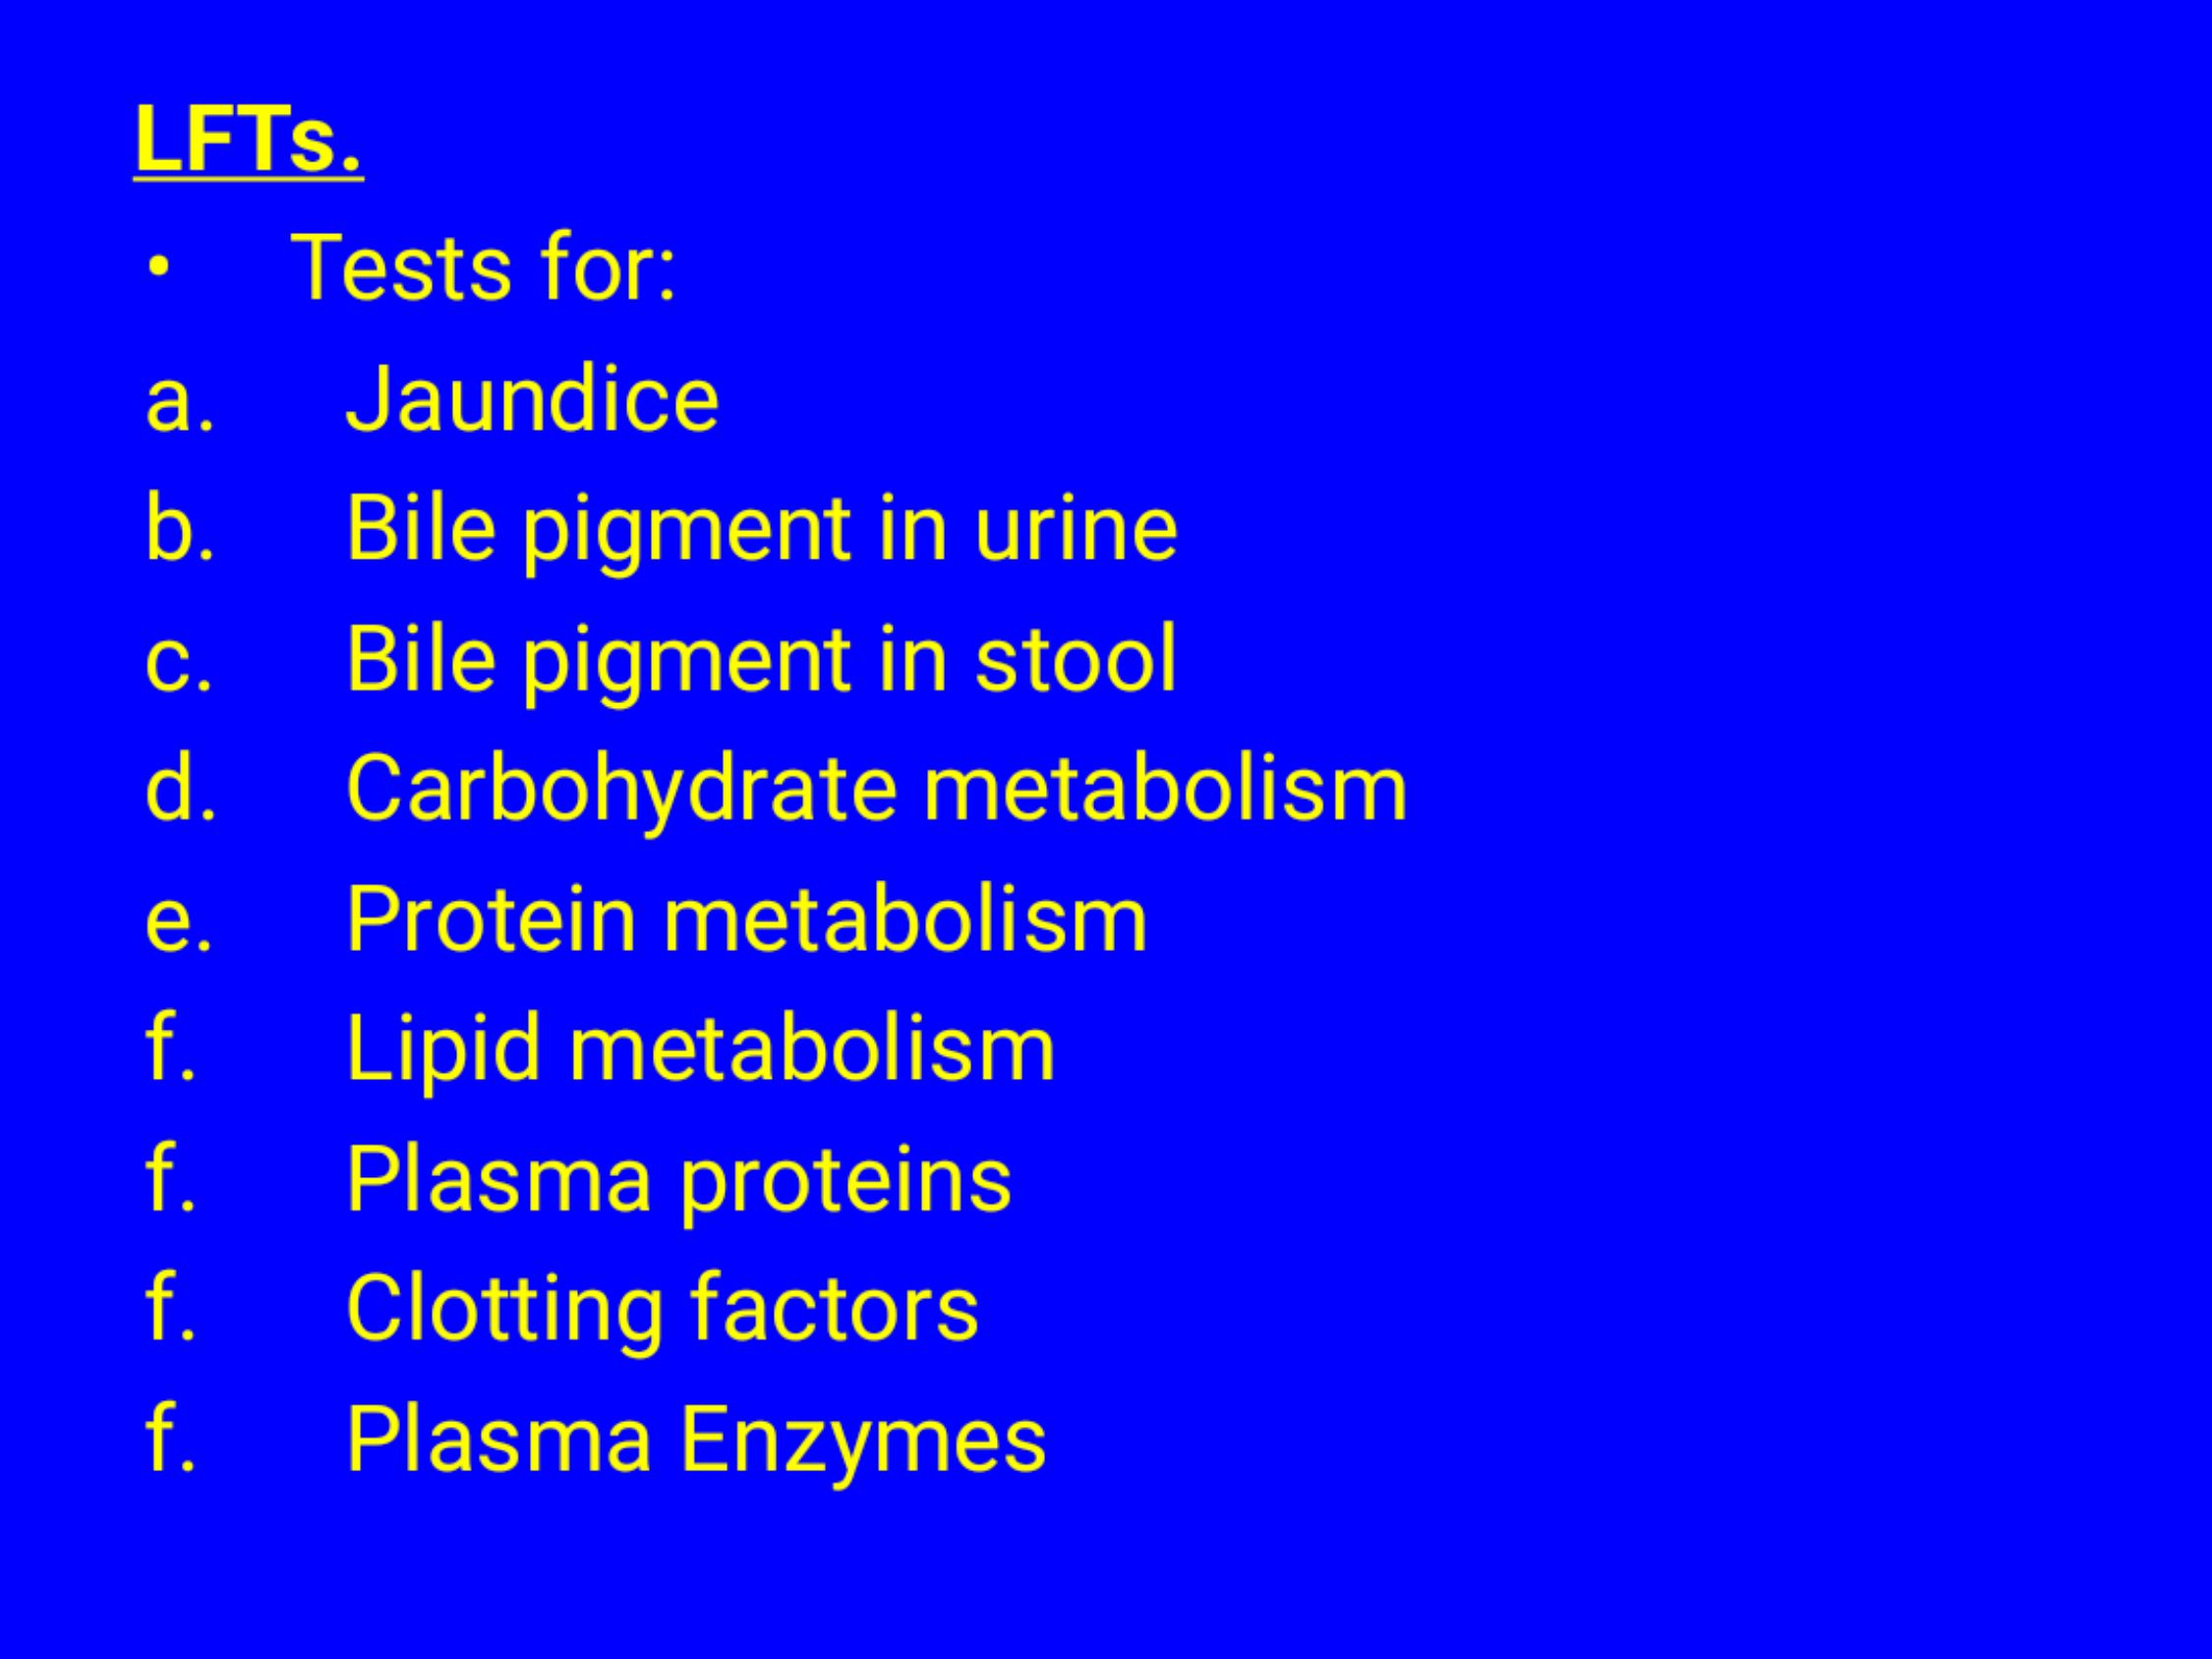 LFTs.
• Tests for:
a. Jaundice
b. Bile pigment in urine
c. Bile pigment in stool
d. Carbohydrate metabolism
e. Protein metabolism
f. Lipid metabolism
f. Plasma proteins
f. Clotting factors
f. Plasma Enzymes